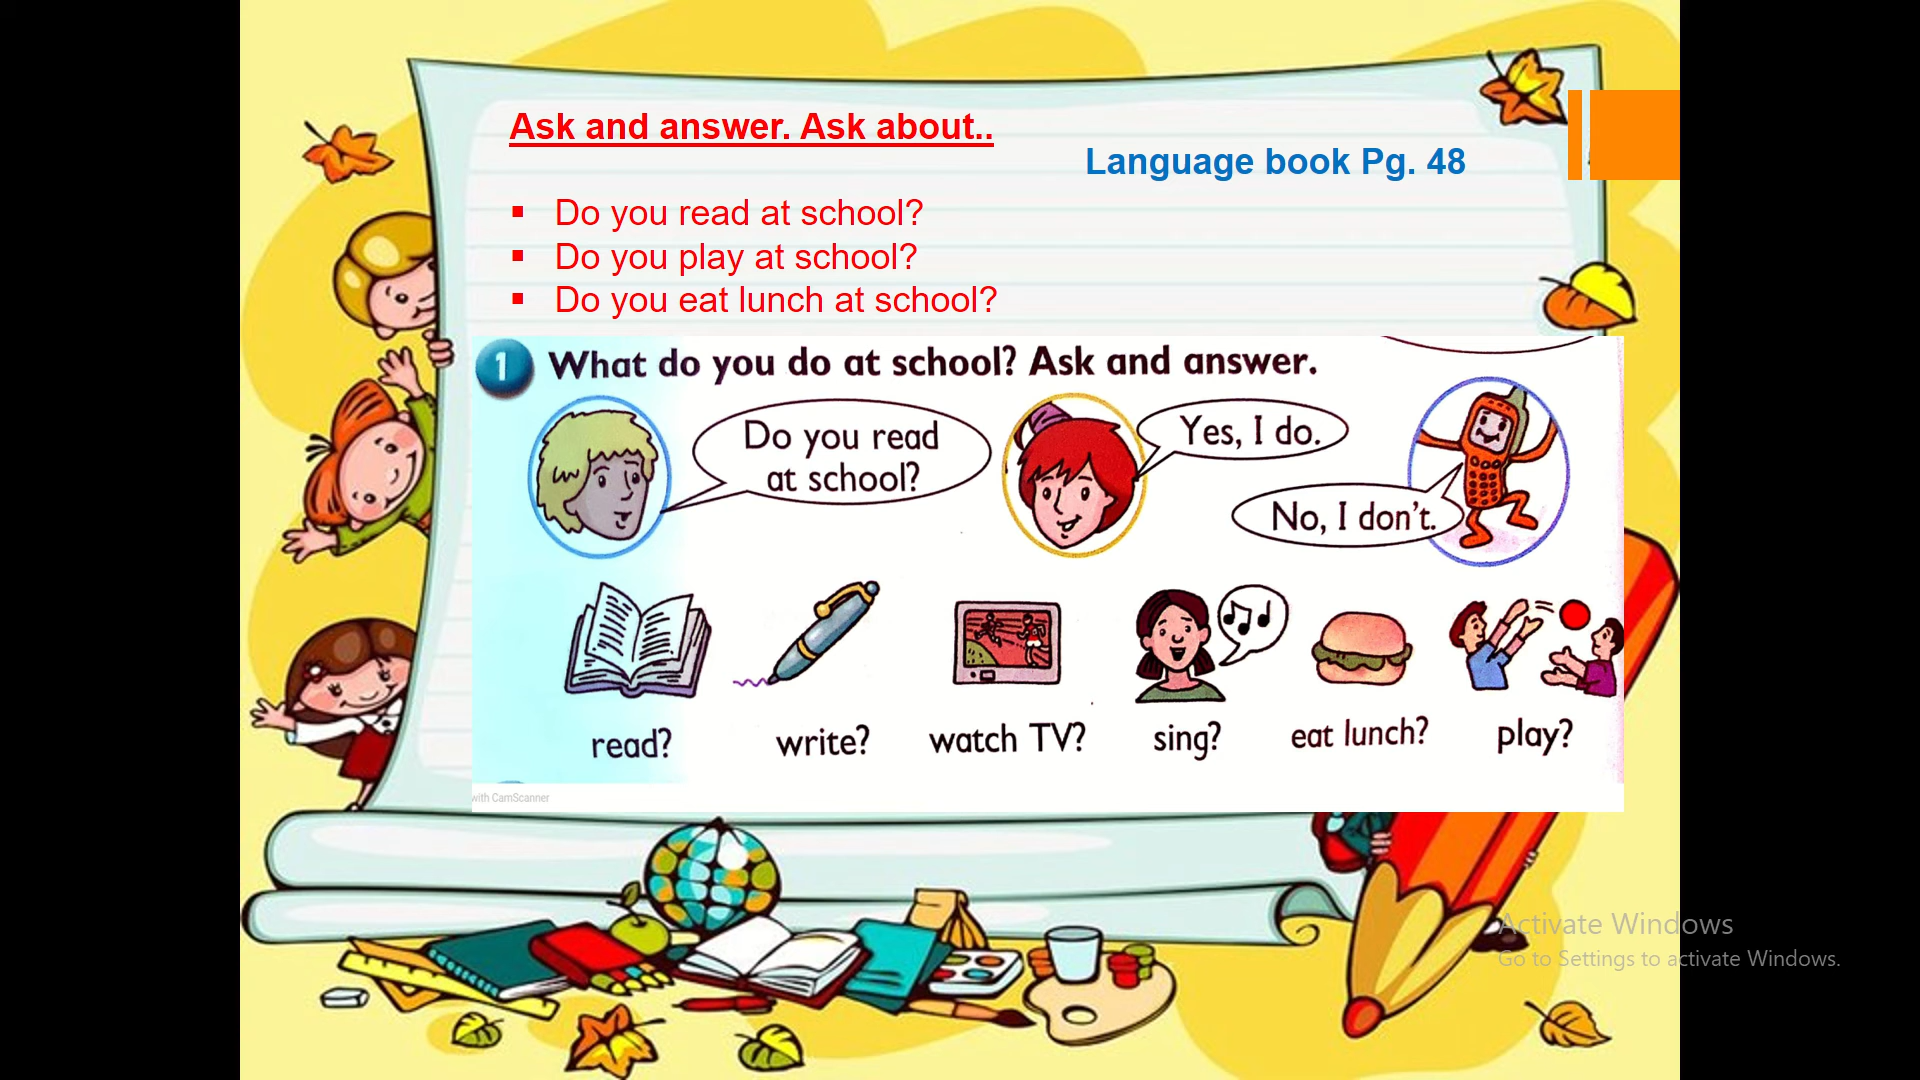 Ask and answer. Ask about..
Language book Pg. 48
▪ Do you read at school?
▪ Do you play at school?
▪ Do you eat lunch at school?
1 What do you do at school? Ask and answer.
Do you read
at school?
Yes, I do.
No, I don't.
read?
write?
watch TV?
sing?
eat lunch?
play?
with CamScanner
Activate Windows
Go to Settings to activate Windows.